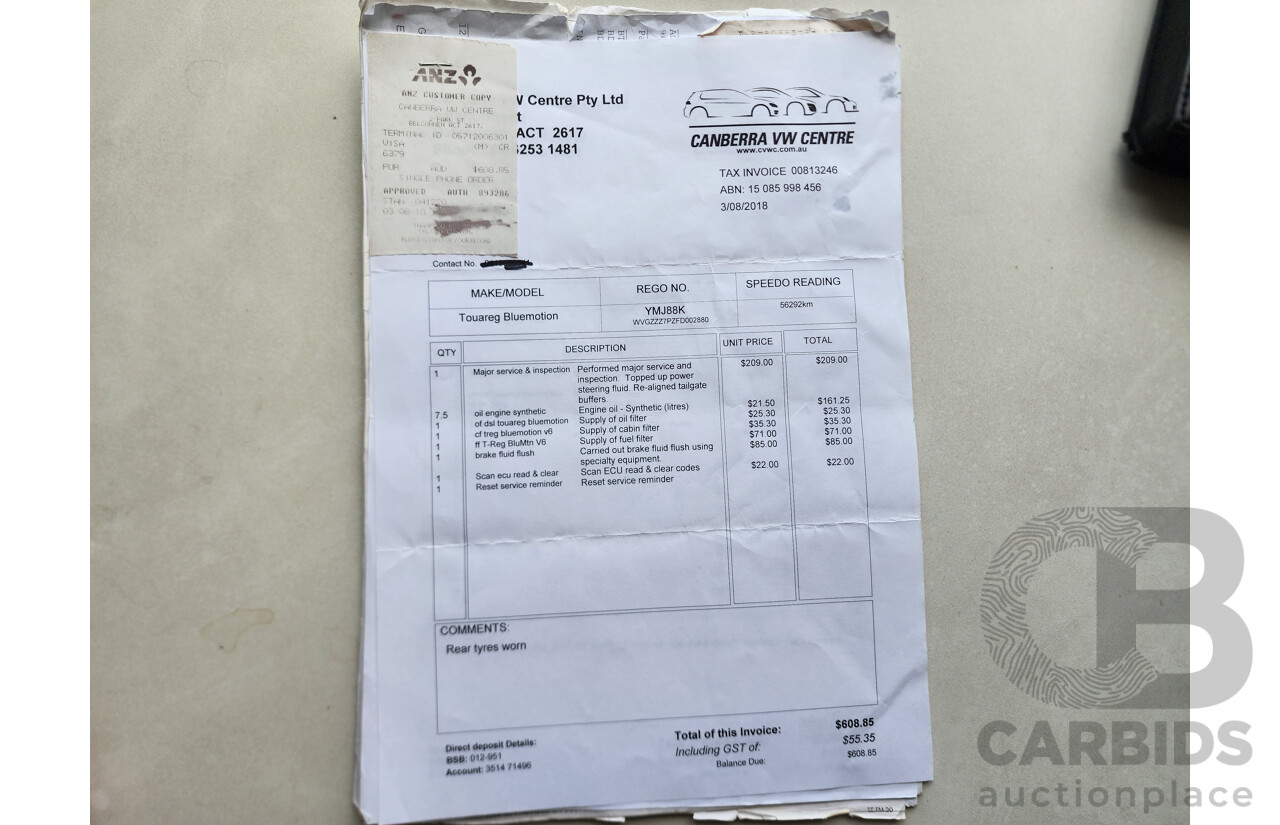 ANZ
ANZ CUSTOMER COPY
CANBERRA VW CENTRE
BELCONNEN ACT 2617.
TERMINAL ID 05712006301
VISA (M) CR
6379
PUR AUD $608.85
SINGLE PHONE ORDER
APPROVED AUTH 893286
STAN
W Centre Pty Ltd
t
ACT 2617
6253 1481
CANBERRA VW CENTRE
www.cvwc.com.au
TAX INVOICE 00813246
ABN: 15 085 998 456
3/08/2018
Contact No.
MAKE/MODEL REGO NO. SPEEDO READING
Touareg Bluemotion YMJ88K 56292km
WVGZZZ7PZFD002880
QTY DESCRIPTION UNIT PRICE TOTAL
1 Major service & inspection Performed major service and $209.00 $209.00
inspection. Topped up power
steering fluid. Re-aligned tailgate
buffers.
7.5 oil engine synthetic Engine oil - Synthetic (litres) $21.50 $161.25
1 of dsl touareg bluemotion Supply of oil filter $25.30 $25.30
1 cf treg bluemotion v6 Supply of cabin filter $35.30 $35.30
1 ff T-Reg BluMtn V6 Supply of fuel filter $71.00 $71.00
1 brake fluid flush Carried out brake fluid flush using $85.00 $85.00
specialty equipment.
1 Scan ecu read & clear Scan ECU read & clear codes $22.00 $22.00
1 Reset service reminder Reset service reminder
COMMENTS:
Rear tyres worn
Total of this Invoice: $608.85
Including GST of: $55.35
Balance Due: $608.85
Direct deposit Details:
BSB: 012-951
Account: 3514 71496
CB
CARBIDS
auctionplace